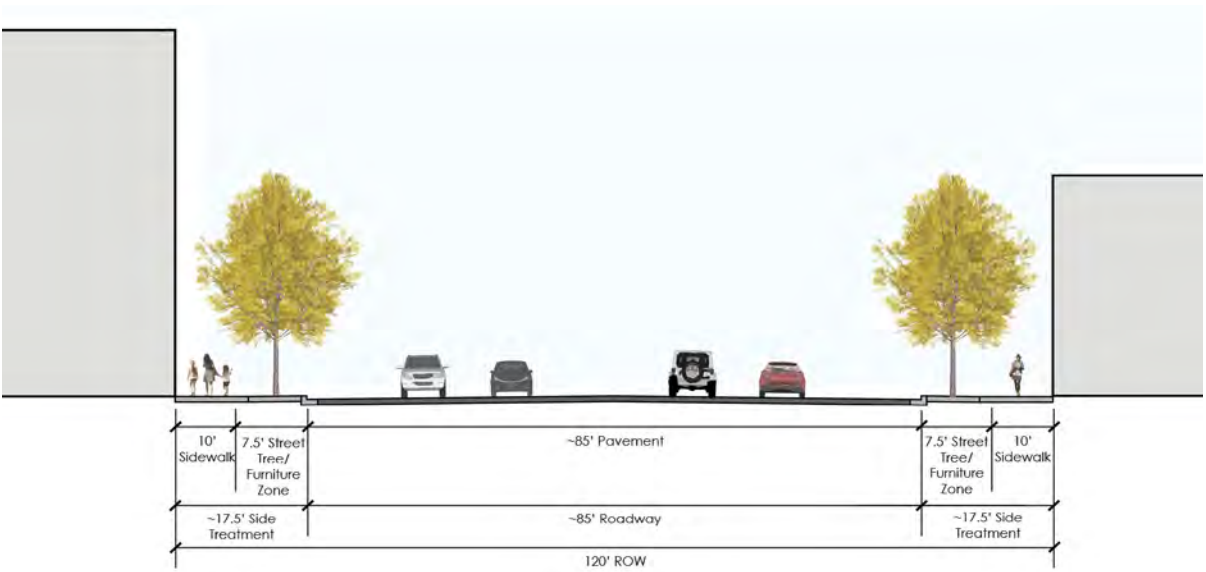 10'
Sidewalk
7.5' Street
Tree/
Furniture
Zone
~85' Pavement
7.5' Street
Tree/
Furniture
Zone
10'
Sidewalk
~17.5' Side
Treatment
~85' Roadway
~17.5' Side
Treatment
120' ROW